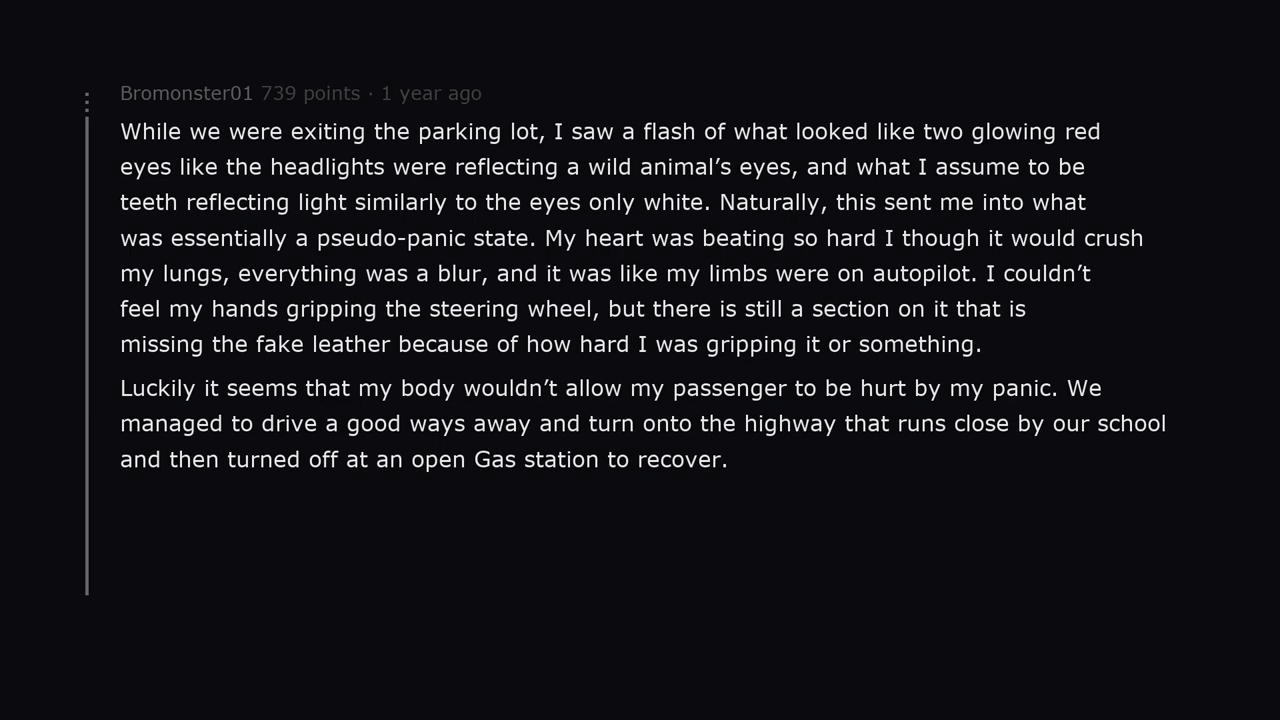 Bromonster01 739 points · 1 year ago
While we were exiting the parking lot, I saw a flash of what looked like two glowing red
eyes like the headlights were reflecting a wild animal’s eyes, and what I assume to be
teeth reflecting light similarly to the eyes only white. Naturally, this sent me into what
was essentially a pseudo-panic state. My heart was beating so hard I though it would crush
my lungs, everything was a blur, and it was like my limbs were on autopilot. I couldn’t
feel my hands gripping the steering wheel, but there is still a section on it that is
missing the fake leather because of how hard I was gripping it or something.
Luckily it seems that my body wouldn’t allow my passenger to be hurt by my panic. We
managed to drive a good ways away and turn onto the highway that runs close by our school
and then turned off at an open Gas station to recover.